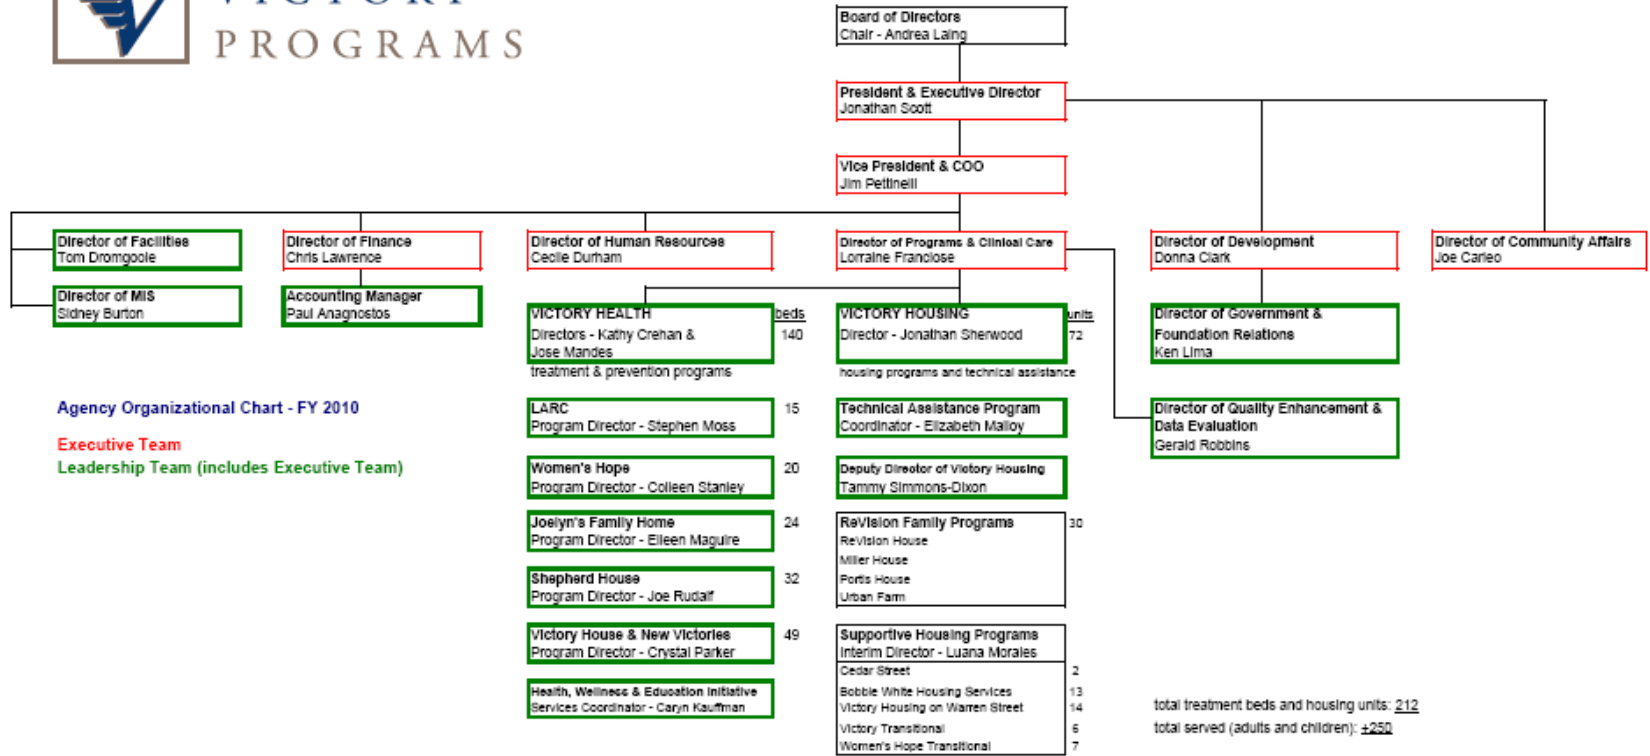 VICTORY
PROGRAMS
Board of Directors
Chair - Andrea Laing
President & Executive Director
Jonathan Scott
Vice President & COO
Jim Pettinelli
Director of Facilities
Tom Dromgoole
Director of Finance
Chris Lawrence
Director of Human Resources
Cecile Durham
Director of Programs & Clinical Care
Lorraine Franciose
Director of Development
Donna Clark
Director of Community Affairs
Joe Carleo
Director of MIS
Sidney Burton
Accounting Manager
Paul Anagnostos
VICTORY HEALTH
beds
Directors - Kathy Crehan &
140
Jose Mandes
treatment & prevention programs
VICTORY HOUSING
units
Director - Jonathan Sherwood
72
housing programs and technical assistance
Director of Government &
Foundation Relations
Ken Lima
Agency Organizational Chart - FY 2010
Executive Team
Leadership Team (includes Executive Team)
LARC
15
Program Director - Stephen Moss
Women's Hope
20
Program Director - Colleen Stanley
Joelyn's Family Home
24
Program Director - Eileen Maguire
Shepherd House
32
Program Director - Joe Rudalf
Victory House & New Victories
49
Program Director - Crystal Parker
Health, Wellness & Education Initiative
Services Coordinator - Caryn Kauffman
Technical Assistance Program
Coordinator - Elizabeth Malloy
Deputy Director of Victory Housing
Tammy Simmons-Dixon
ReVision Family Programs
30
ReVision House
Miller House
Portis House
Urban Farm
Supportive Housing Programs
Interim Director - Luana Morales
Cedar Street 2
Bobbie White Housing Services 13
Victory Housing on Warren Street 14
Victory Transitional 6
Women's Hope Transitional 7
Director of Quality Enhancement &
Data Evaluation
Gerald Robbins
total treatment beds and housing units: 212
total served (adults and children): +250